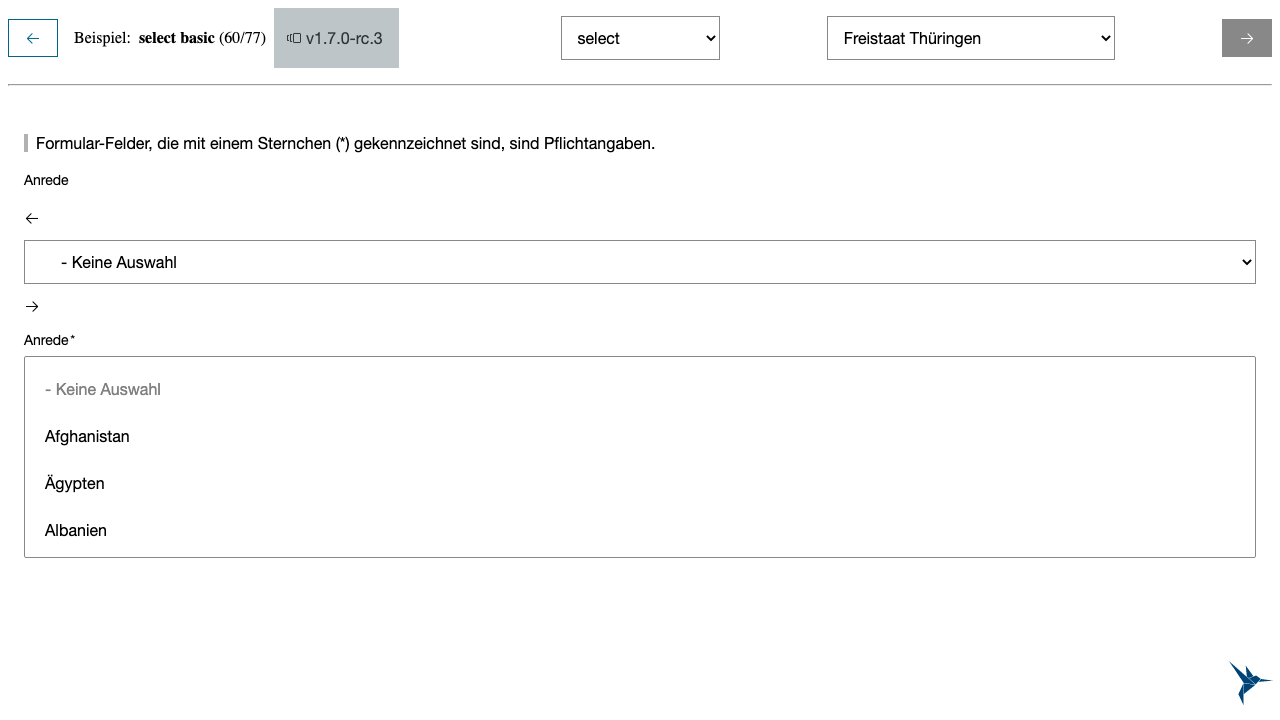 Beispiel: select basic (60/77) v1.7.0-rc.3 select Freistaat Thüringen
Formular-Felder, die mit einem Sternchen (*) gekennzeichnet sind, sind Pflichtangaben.
Anrede
- Keine Auswahl
Anrede*
- Keine Auswahl
Afghanistan
Ägypten
Albanien